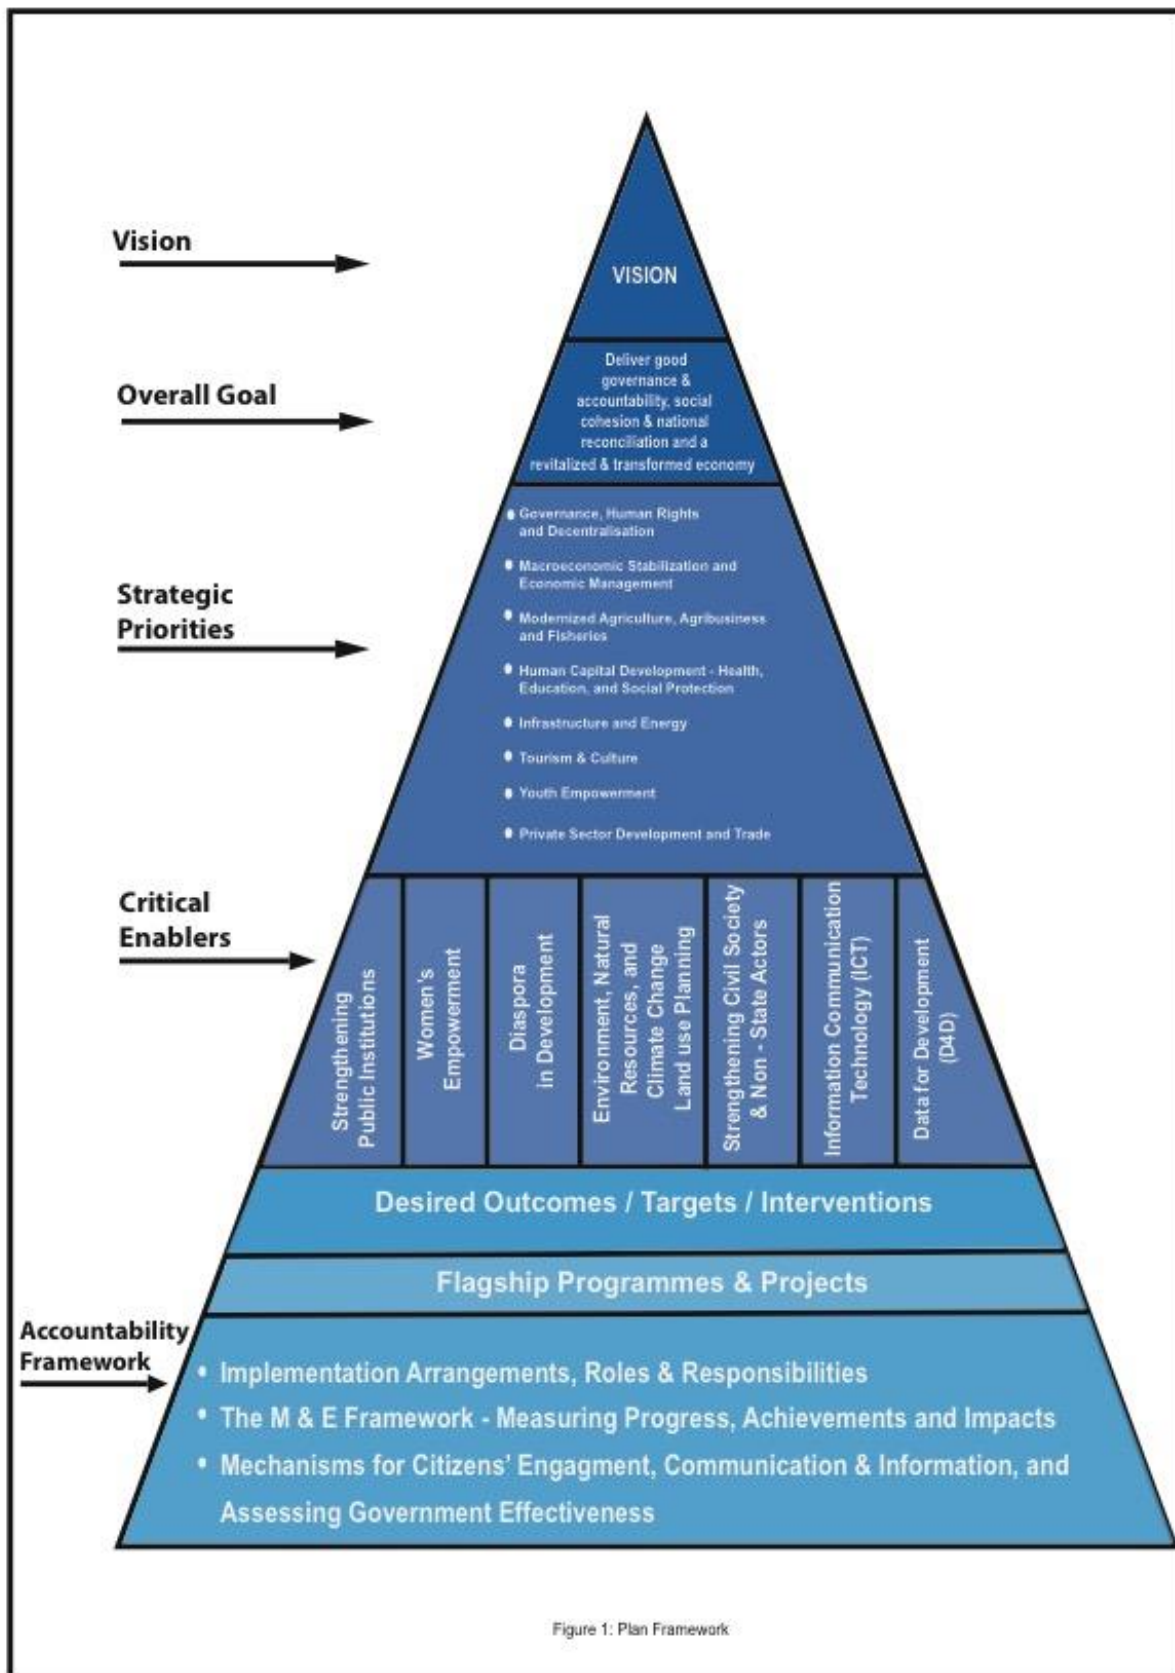 Vision
VISION
Overall Goal
Deliver good
governance &
accountability, social
cohesion & national
reconciliation and a
revitalized & transformed economy
Strategic
Priorities
• Governance, Human Rights
and Decentralisation
• Macroeconomic Stabilization and
Economic Management
• Modernized Agriculture, Agribusiness
and Fisheries
• Human Capital Development - Health,
Education, and Social Protection
• Infrastructure and Energy
• Tourism & Culture
• Youth Empowerment
• Private Sector Development and Trade
Critical
Enablers
Strengthening
Public Institutions
Women's
Empowerment
Diaspora
in Development
Environment, Natural
Resources, and
Climate Change
Land use Planning
Strengthening Civil Society
& Non - State Actors
Information Communication
Technology (ICT)
Data for Development
(D4D)
Desired Outcomes / Targets / Interventions
Flagship Programmes & Projects
Accountability
Framework
• Implementation Arrangements, Roles & Responsibilities
• The M & E Framework - Measuring Progress, Achievements and Impacts
• Mechanisms for Citizens' Engagment, Communication & Information, and
Assessing Government Effectiveness
Figure 1: Plan Framework